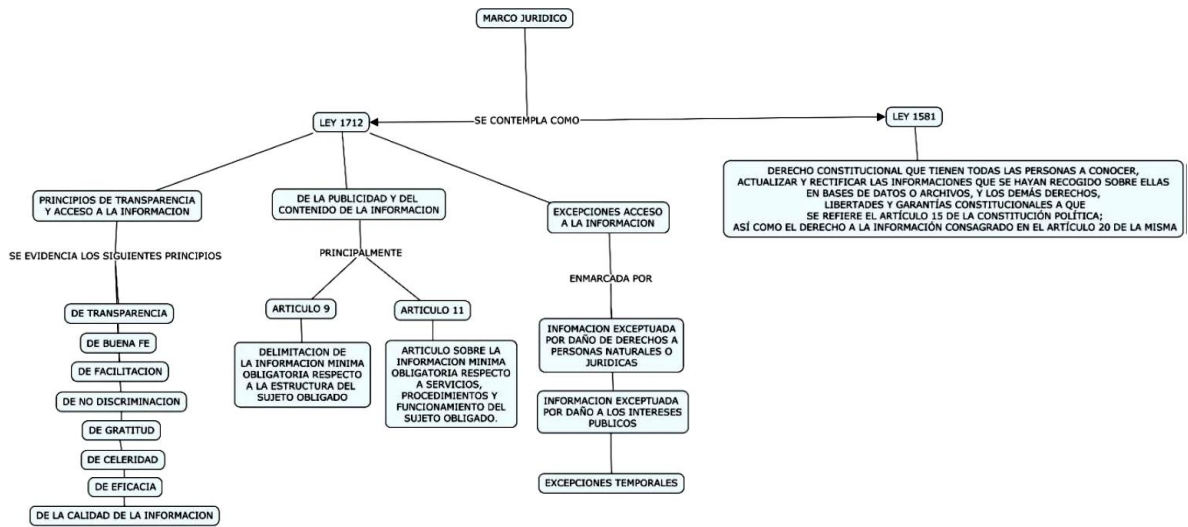 MARCO JURIDICO
SE CONTEMPLA COMO
LEY 1712
LEY 1581
PRINCIPIOS DE TRANSPARENCIA
Y ACCESO A LA INFORMACION
SE EVIDENCIA LOS SIGUIENTES PRINCIPIOS
DE TRANSPARENCIA
DE BUENA FE
DE FACILITACION
DE NO DISCRIMINACION
DE GRATITUD
DE CELERIDAD
DE EFICACIA
DE LA CALIDAD DE LA INFORMACION
DE LA PUBLICIDAD Y DEL
CONTENIDO DE LA INFORMACION
PRINCIPALMENTE
ARTICULO 9
DELIMITACION DE
LA INFORMACION MINIMA
OBLIGATORIA RESPECTO
A LA ESTRUCTURA DEL
SUJETO OBLIGADO
ARTICULO 11
ARTICULO SOBRE LA
INFORMACION MINIMA
OBLIGATORIA RESPECTO
A SERVICIOS,
PROCEDIMIENTOS Y
FUNCIONAMIENTO DEL
SUJETO OBLIGADO.
EXCEPCIONES ACCESO
A LA INFORMACION
ENMARCADA POR
INFOMACION EXCEPTUADA
POR DAÑO DE DERECHOS A
PERSONAS NATURALES O
JURIDICAS
INFORMACION EXCEPTUADA
POR DAÑO A LOS INTERESES
PUBLICOS
EXCEPCIONES TEMPORALES
DERECHO CONSTITUCIONAL QUE TIENEN TODAS LAS PERSONAS A CONOCER,
ACTUALIZAR Y RECTIFICAR LAS INFORMACIONES QUE SE HAYAN RECOGIDO SOBRE ELLAS
EN BASES DE DATOS O ARCHIVOS, Y LOS DEMÁS DERECHOS,
LIBERTADES Y GARANTÍAS CONSTITUCIONALES A QUE
SE REFIERE EL ARTÍCULO 15 DE LA CONSTITUCIÓN POLÍTICA;
ASÍ COMO EL DERECHO A LA INFORMACIÓN CONSAGRADO EN EL ARTÍCULO 20 DE LA MISMA